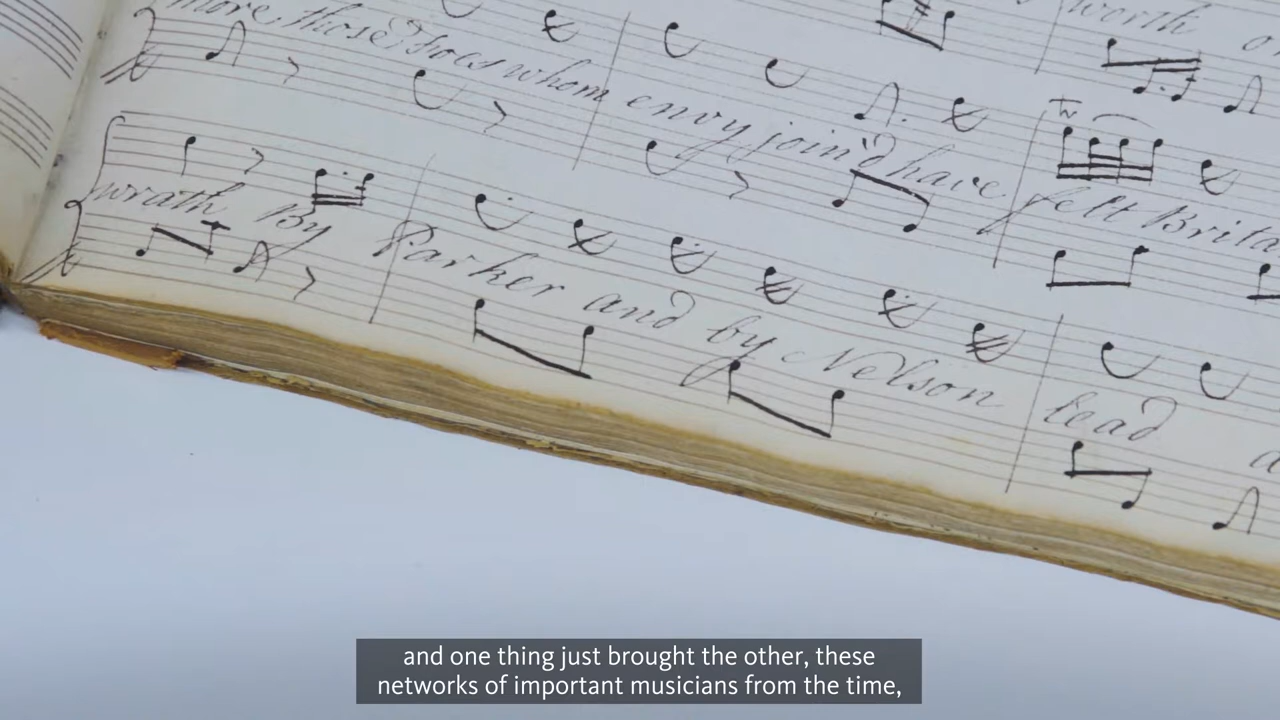 worth
more those Foes whom envy join'd have felt Brita
wrath By Parker and by Nelson lead
and one thing just brought the other, these
networks of important musicians from the time,